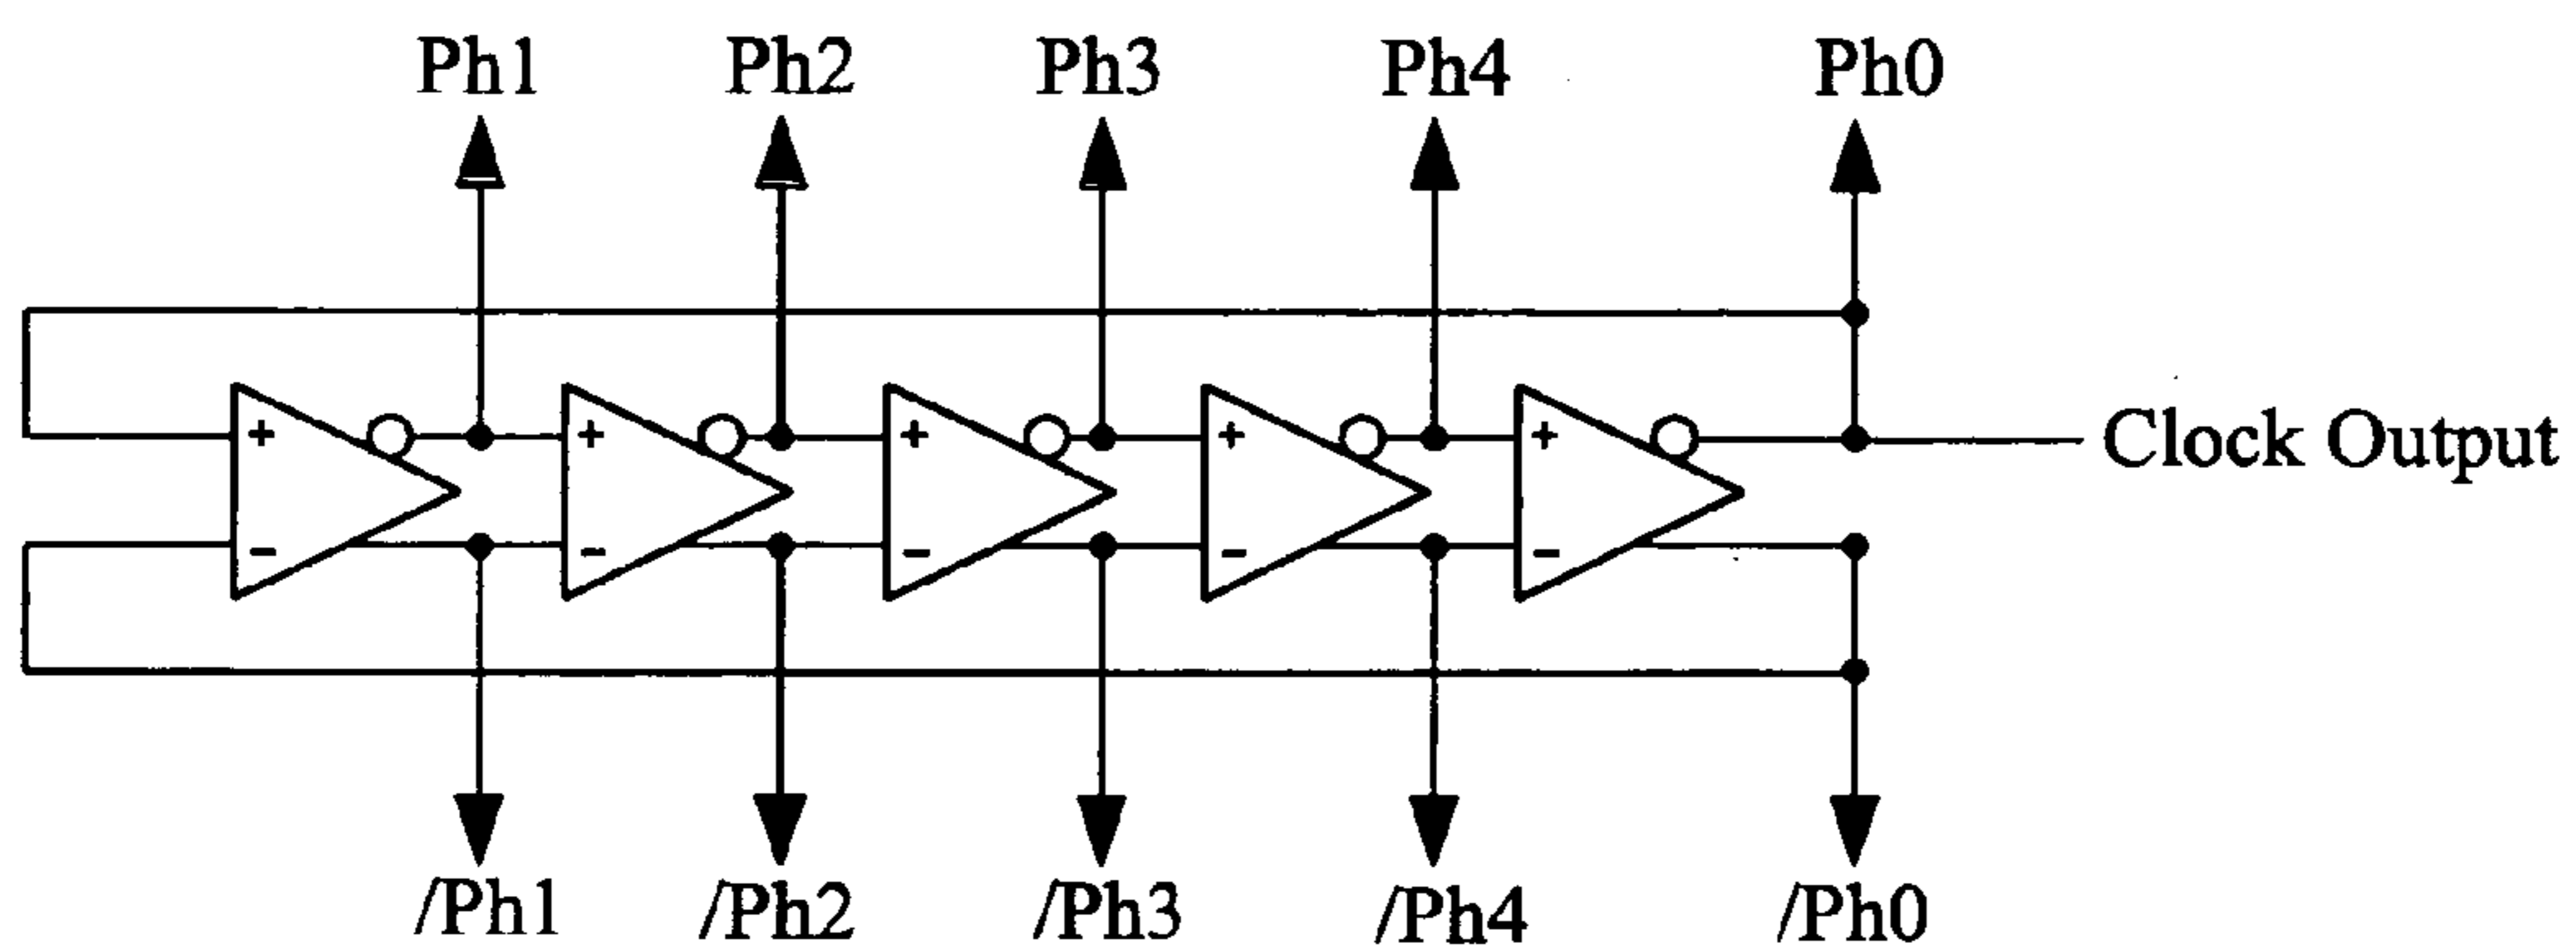 Ph1 Ph2 Ph3 Ph4 Ph0
+ + + + +
Clock Output
- - - - -
/Ph1 /Ph2 /Ph3 /Ph4 /Ph0